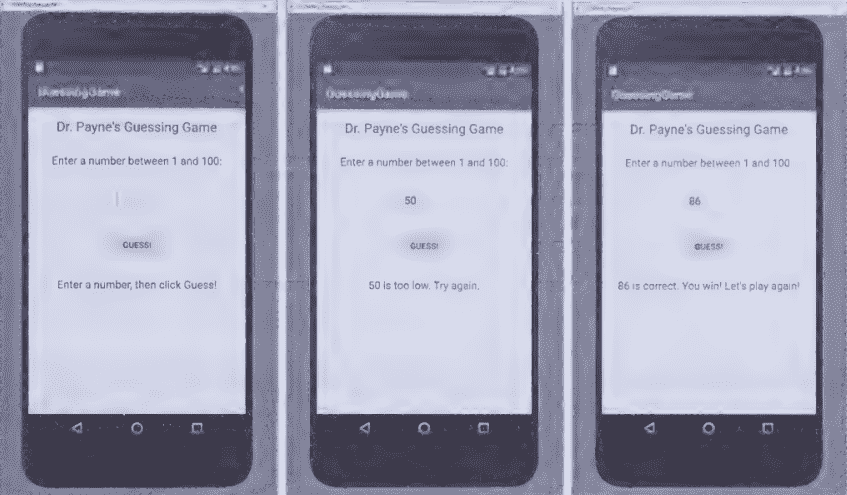 GuessingGame
Dr. Payne's Guessing Game
Enter a number between 1 and 100:
GUESS!
Enter a number, then click Guess!
GuessingGame
Dr. Payne's Guessing Game
Enter a number between 1 and 100:
50
GUESS!
50 is too low. Try again.
GuessingGame
Dr. Payne's Guessing Game
Enter a number between 1 and 100
86
GUESS!
86 is correct. You win! Let's play again!